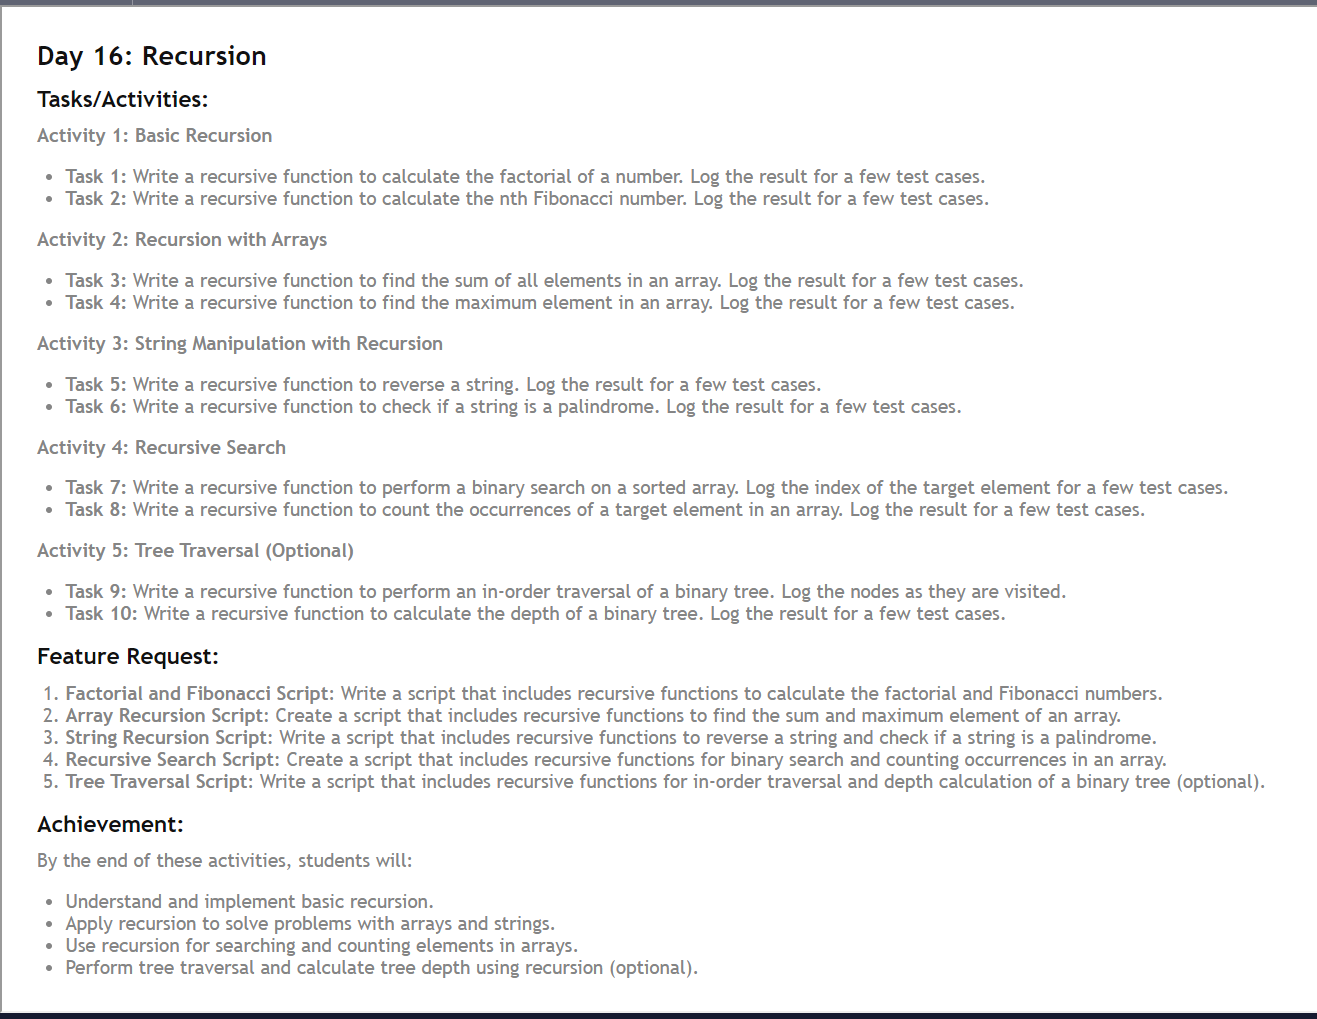 Day 16: Recursion
Tasks/Activities:
Activity 1: Basic Recursion
• Task 1: Write a recursive function to calculate the factorial of a number. Log the result for a few test cases.
• Task 2: Write a recursive function to calculate the nth Fibonacci number. Log the result for a few test cases.
Activity 2: Recursion with Arrays
• Task 3: Write a recursive function to find the sum of all elements in an array. Log the result for a few test cases.
• Task 4: Write a recursive function to find the maximum element in an array. Log the result for a few test cases.
Activity 3: String Manipulation with Recursion
• Task 5: Write a recursive function to reverse a string. Log the result for a few test cases.
• Task 6: Write a recursive function to check if a string is a palindrome. Log the result for a few test cases.
Activity 4: Recursive Search
• Task 7: Write a recursive function to perform a binary search on a sorted array. Log the index of the target element for a few test cases.
• Task 8: Write a recursive function to count the occurrences of a target element in an array. Log the result for a few test cases.
Activity 5: Tree Traversal (Optional)
• Task 9: Write a recursive function to perform an in-order traversal of a binary tree. Log the nodes as they are visited.
• Task 10: Write a recursive function to calculate the depth of a binary tree. Log the result for a few test cases.
Feature Request:
1. Factorial and Fibonacci Script: Write a script that includes recursive functions to calculate the factorial and Fibonacci numbers.
2. Array Recursion Script: Create a script that includes recursive functions to find the sum and maximum element of an array.
3. String Recursion Script: Write a script that includes recursive functions to reverse a string and check if a string is a palindrome.
4. Recursive Search Script: Create a script that includes recursive functions for binary search and counting occurrences in an array.
5. Tree Traversal Script: Write a script that includes recursive functions for in-order traversal and depth calculation of a binary tree (optional).
Achievement:
By the end of these activities, students will:
• Understand and implement basic recursion.
• Apply recursion to solve problems with arrays and strings.
• Use recursion for searching and counting elements in arrays.
• Perform tree traversal and calculate tree depth using recursion (optional).